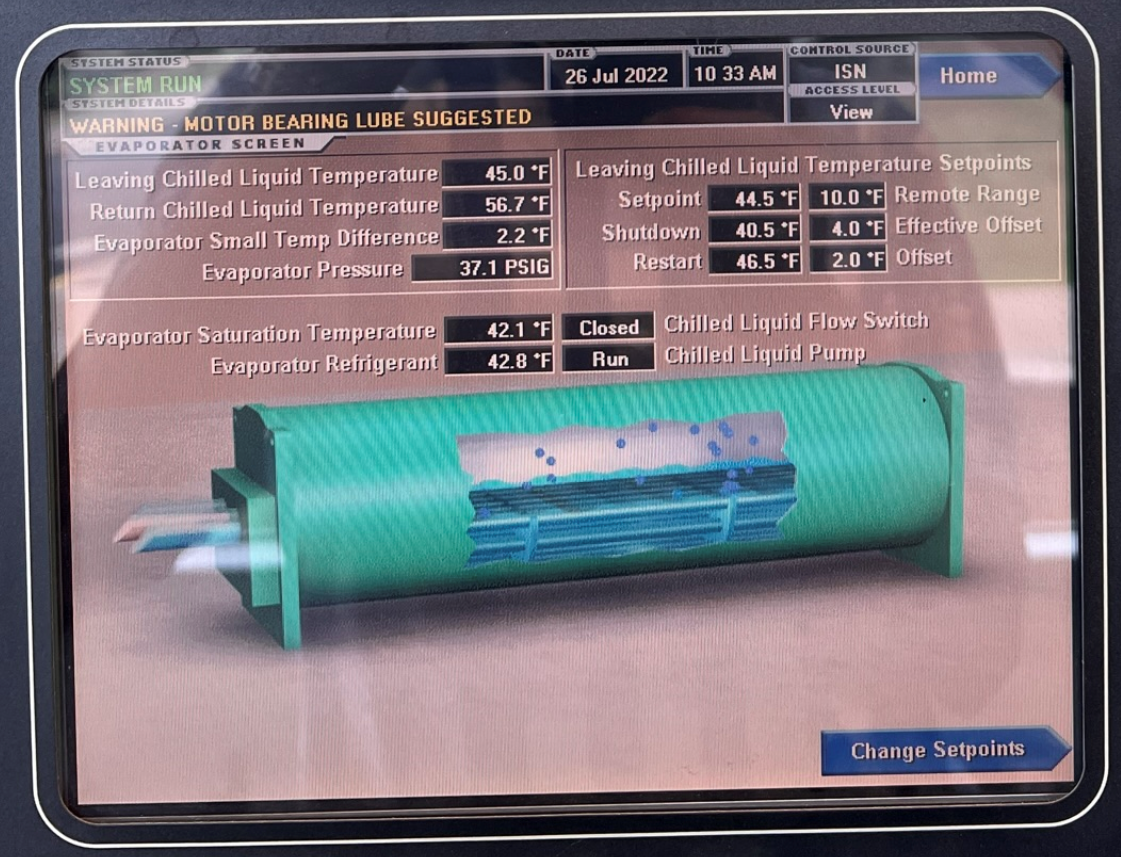 SYSTEM STATUS
SYSTEM RUN
SYSTEM DETAILS
WARNING - MOTOR BEARING LUBE SUGGESTED
DATE
26 Jul 2022
TIME
10 33 AM
CONTROL SOURCE
ISN
ACCESS LEVEL
View
Home
EVAPORATOR SCREEN
Leaving Chilled Liquid Temperature 45.0 °F
Return Chilled Liquid Temperature 56.7 °F
Evaporator Small Temp Difference 2.2 °F
Evaporator Pressure 37.1 PSIG
Leaving Chilled Liquid Temperature Setpoints
Setpoint 44.5 °F 10.0 °F Remote Range
Shutdown 40.5 °F 4.0 °F Effective Offset
Restart 46.5 °F 2.0 °F Offset
Evaporator Saturation Temperature 42.1 °F Closed Chilled Liquid Flow Switch
Evaporator Refrigerant 42.8 °F Run Chilled Liquid Pump
Change Setpoints